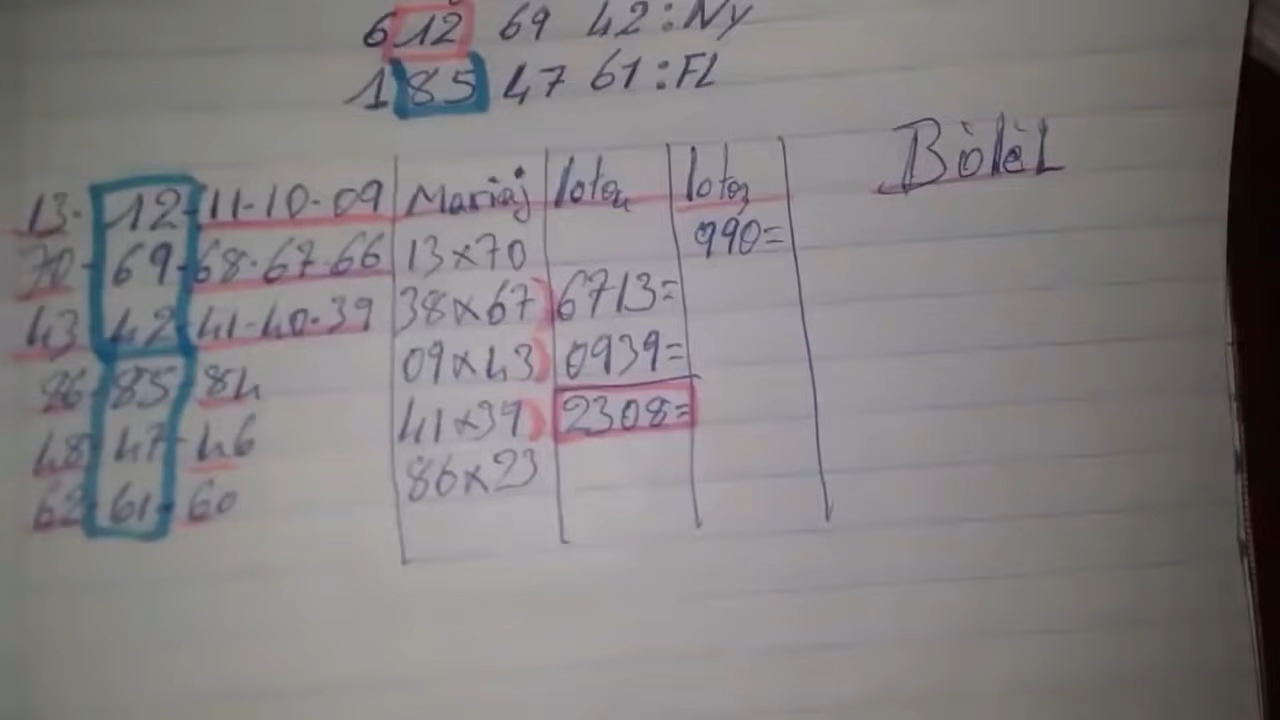 612 69 42 : NY
185 47 61 : FL
Bòlèt
13. 12-11-10-09 Mariaj loto4 loto3
70-69-68-67-66 13x70 990=
43 42-41-40-39 38x67 6713=
86-85-84 09x43 0939=
48-47-46 41x39 2308=
62-61-60 86x23